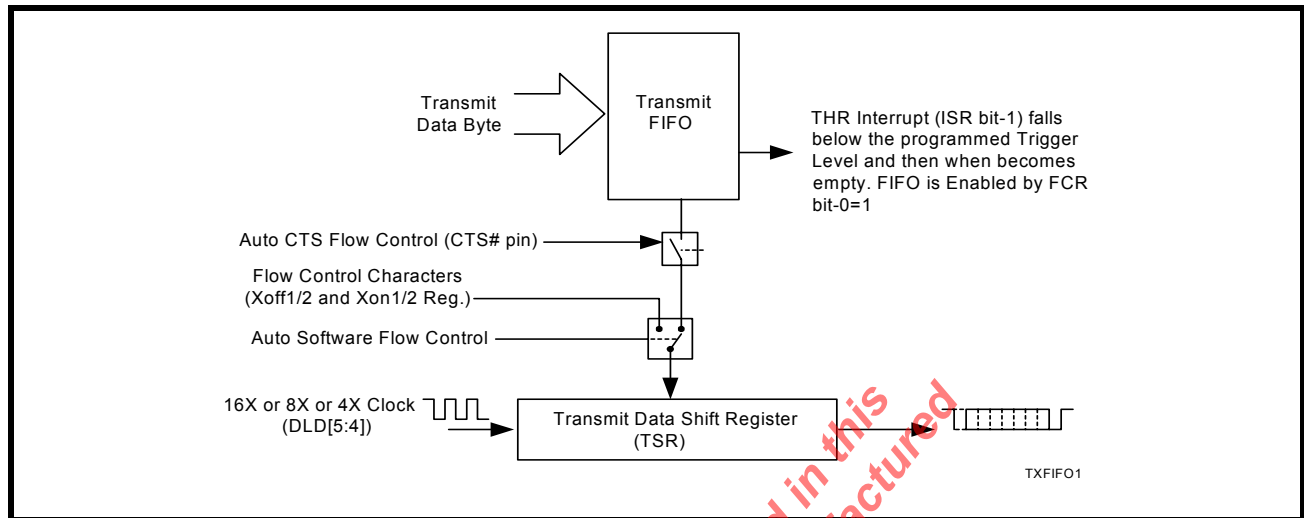 Transmit
Data Byte
Transmit
FIFO
THR Interrupt (ISR bit-1) falls
below the programmed Trigger
Level and then when becomes
empty. FIFO is Enabled by FCR
bit-0=1
Auto CTS Flow Control (CTS# pin)
Flow Control Characters
(Xoff1/2 and Xon1/2 Reg.)
Auto Software Flow Control
16X or 8X or 4X Clock
(DLD[5:4])
Transmit Data Shift Register
(TSR)
TXFIFO1
in this